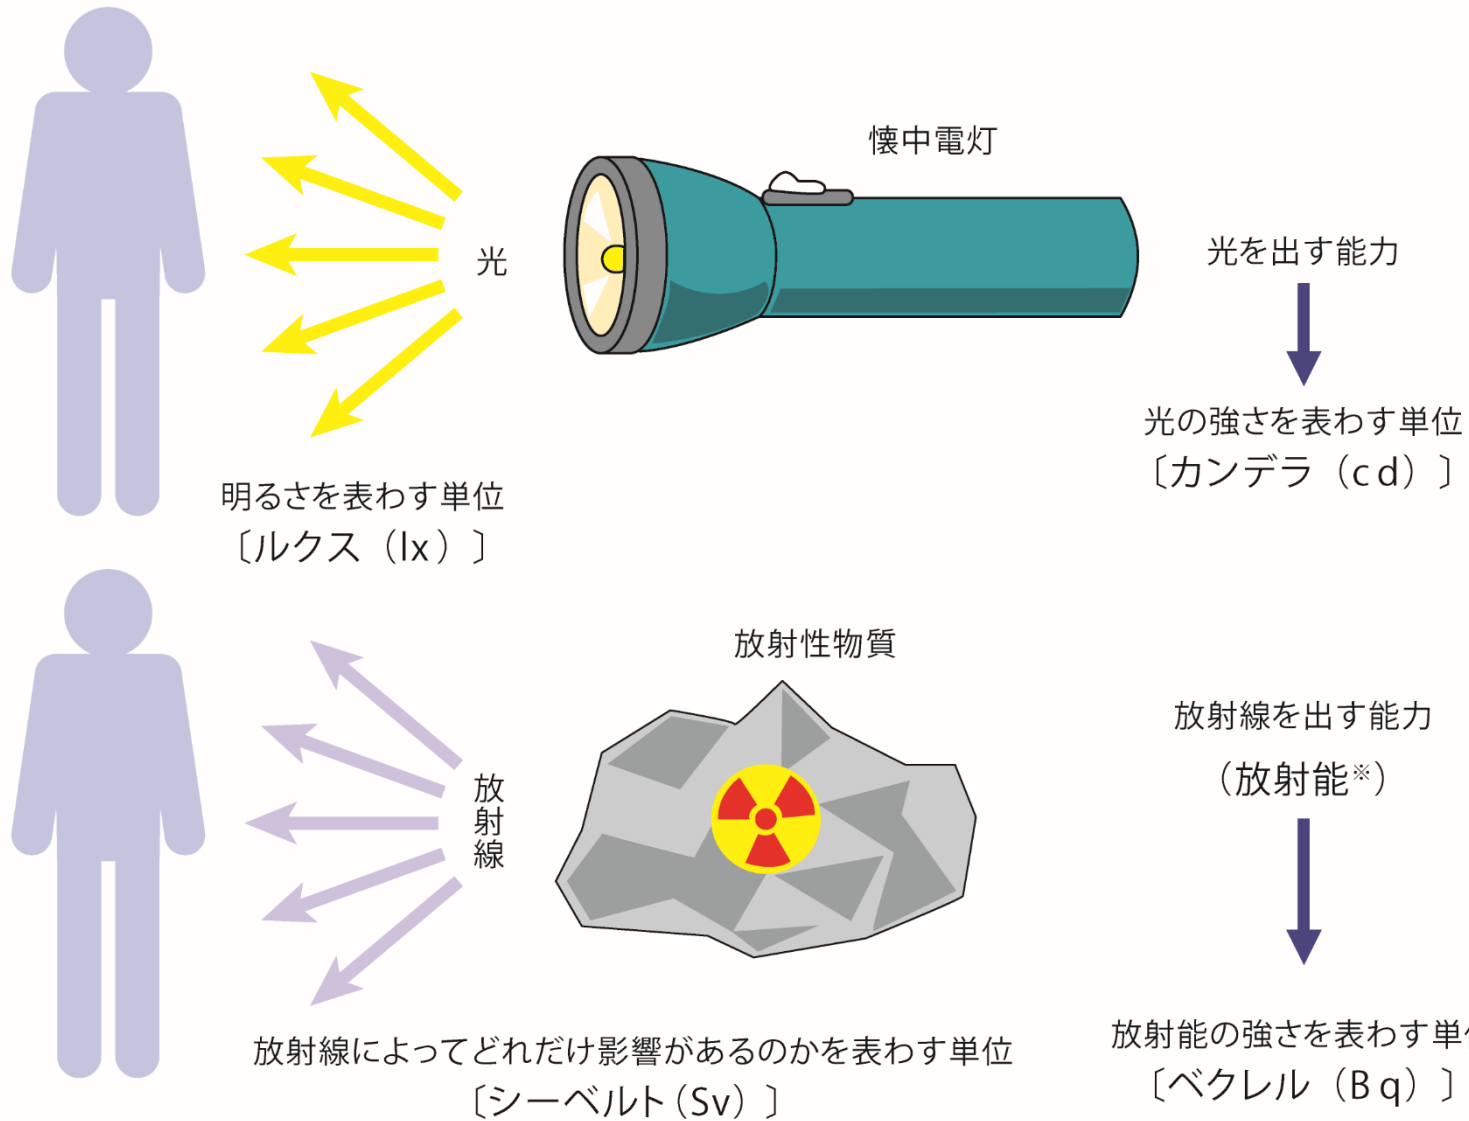 懐中電灯
光
光を出す能力
光の強さを表わす単位
〔カンデラ（cd）〕
明るさを表わす単位
〔ルクス（lx）〕
放射性物質
放射線
放射線を出す能力
（放射能※）
放射線によってどれだけ影響があるのかを表わす単位
〔シーベルト（Sv）〕
放射能の強さを表わす単位
〔ベクレル（Bq）〕